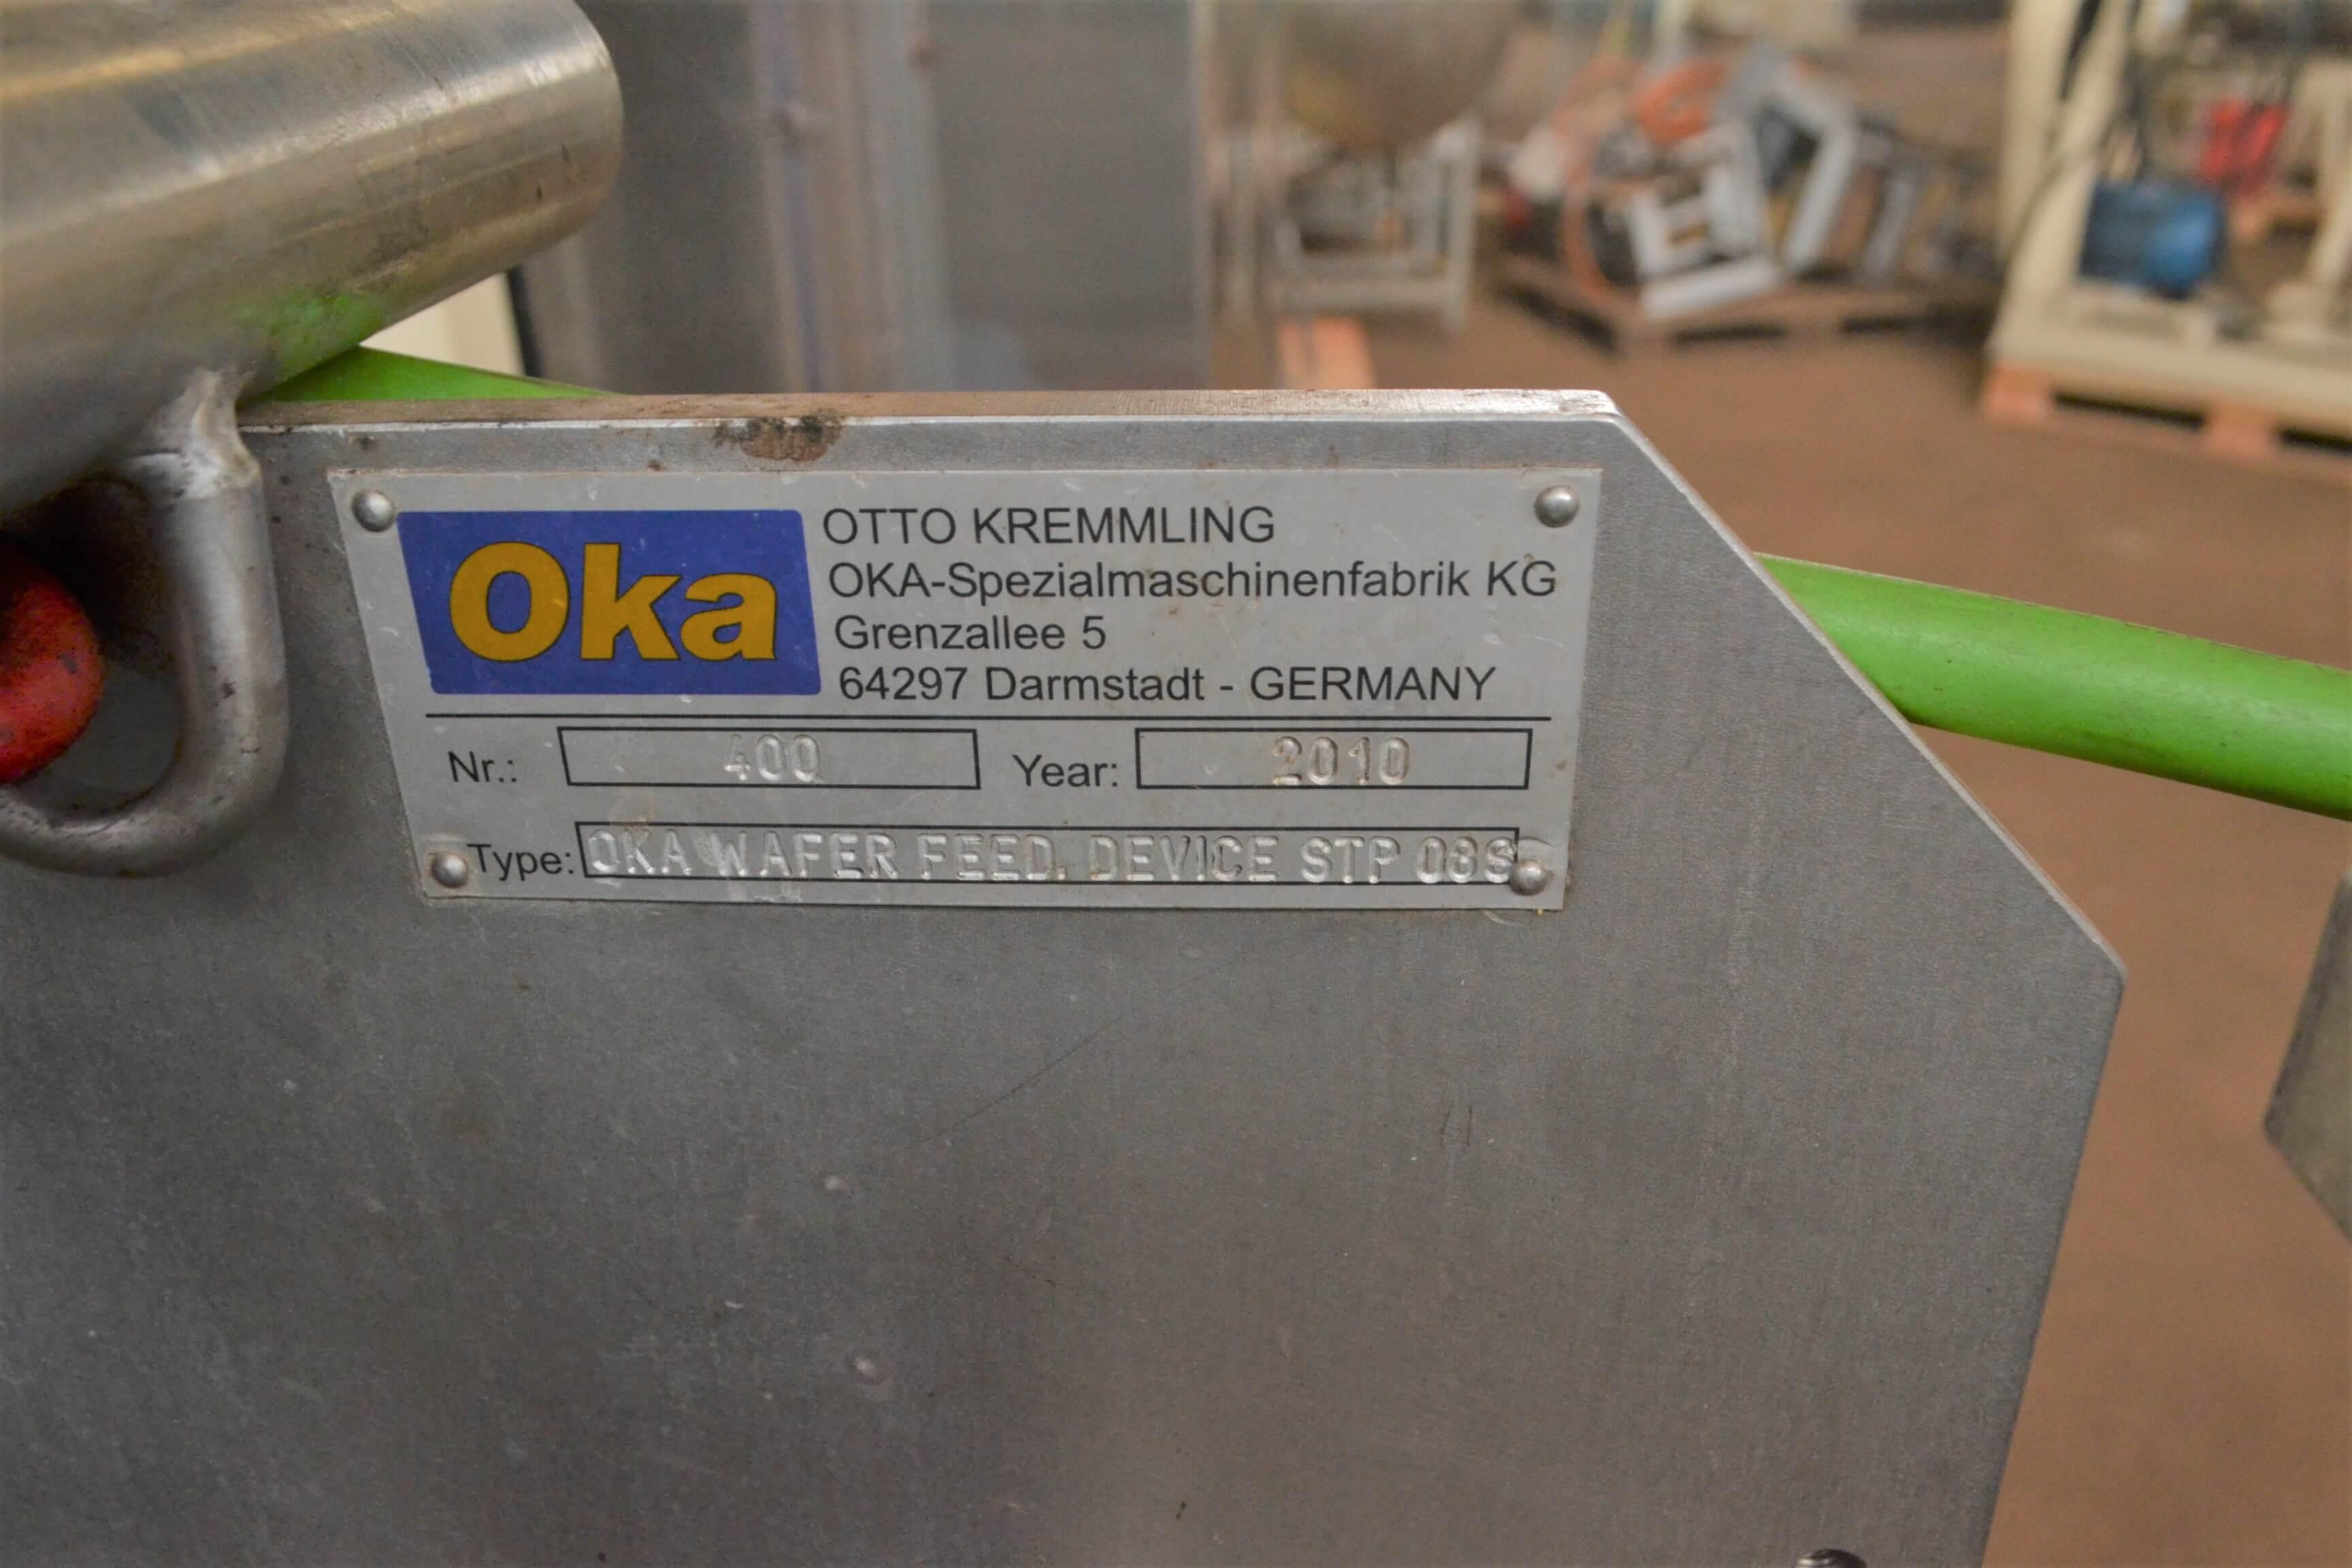 Oka
OTTO KREMMLING
OKA-Spezialmaschinenfabrik KG
Grenzallee 5
64297 Darmstadt - GERMANY
Nr.: 400 Year: 2010
Type: OKA WAFER FEED. DEVICE STP 08S